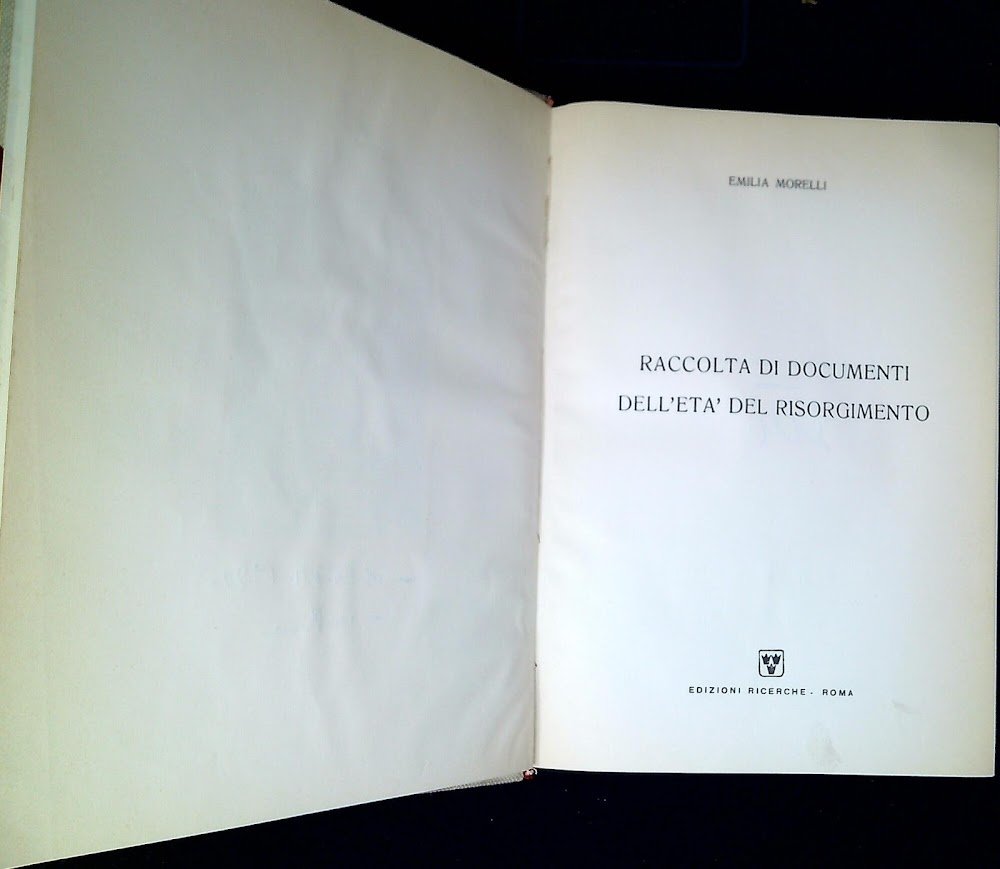 EMILIA MORELLI
RACCOLTA DI DOCUMENTI
DELL'ETA' DEL RISORGIMENTO
EDIZIONI RICERCHE - ROMA